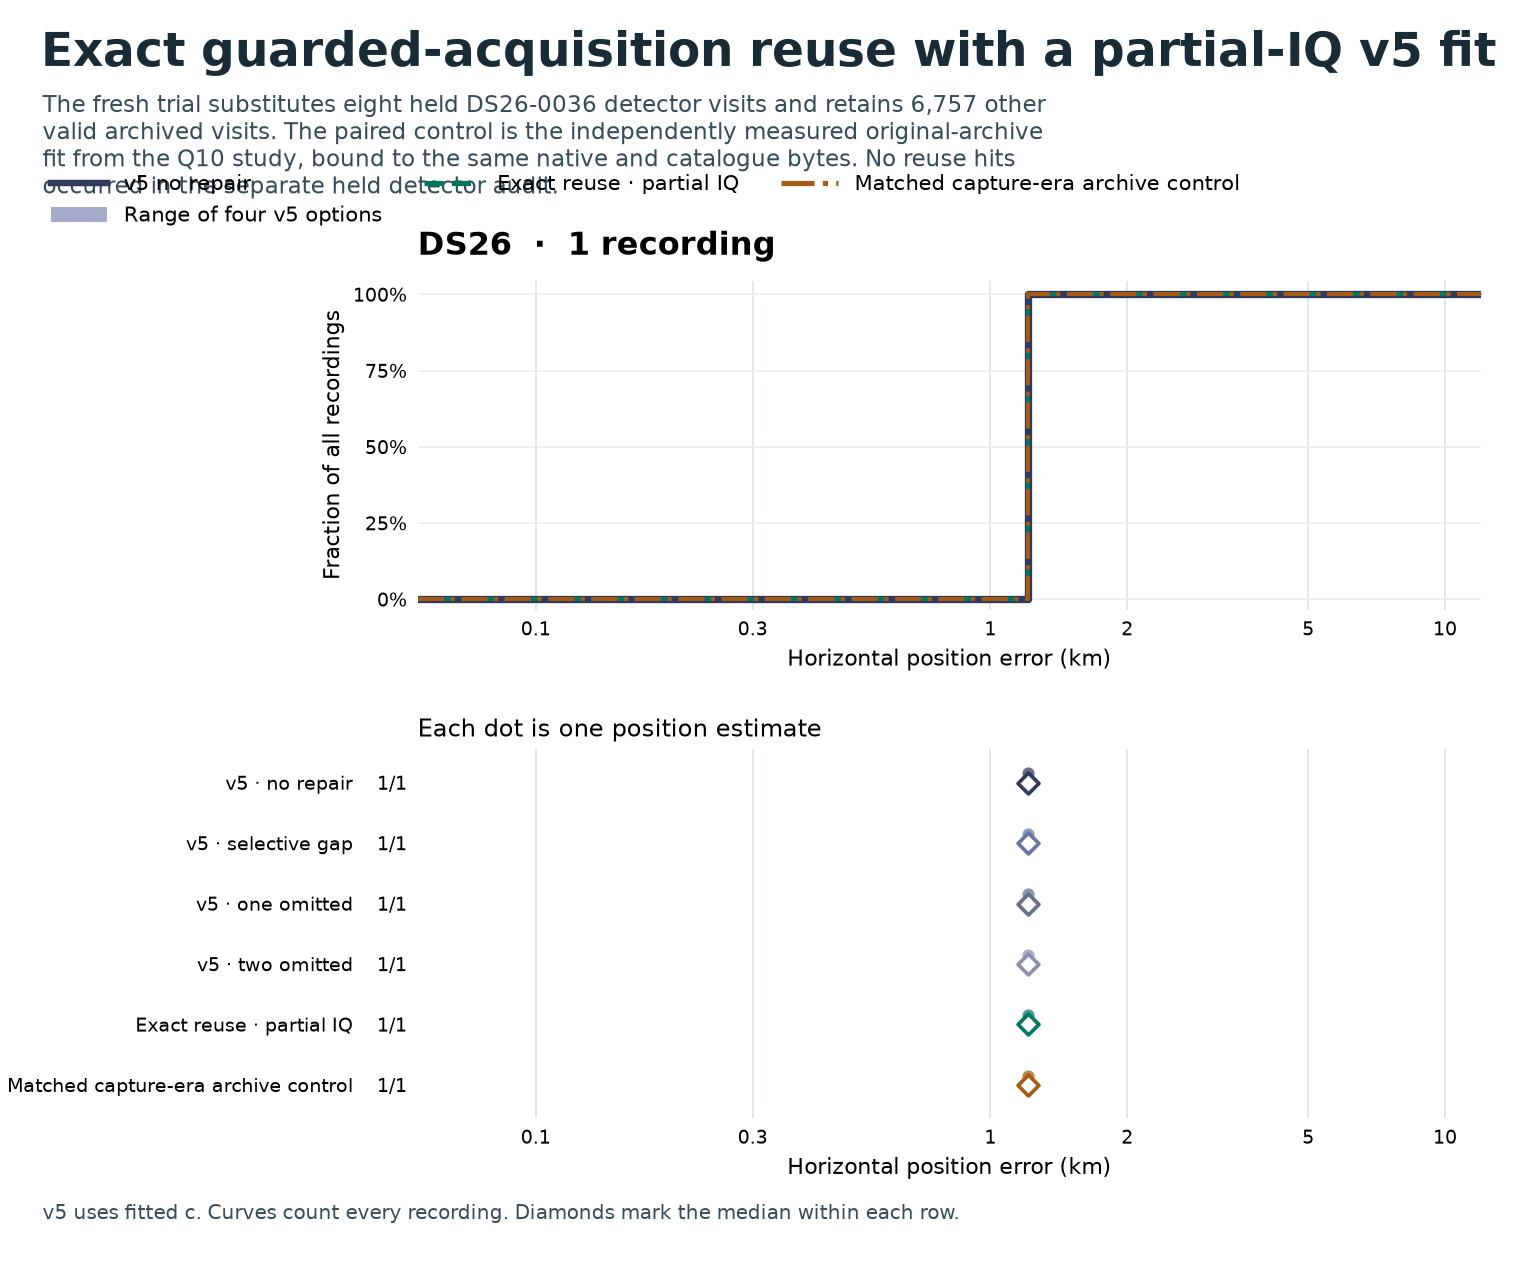 Exact guarded-acquisition reuse with a partial-IQ v5 fit
The fresh trial substitutes eight held DS26-0036 detector visits and retains 6,757 other
valid archived visits. The paired control is the independently measured original-archive
fit from the Q10 study, bound to the same native and catalogue bytes. No reuse hits
occurred in the separate held detector audit.
v5 no repair
Exact reuse · partial IQ
Matched capture-era archive control
Range of four v5 options
DS26 · 1 recording
Fraction of all recordings
100%
75%
50%
25%
0%
0.1 0.3 1 2 5 10
Horizontal position error (km)
Each dot is one position estimate
v5 · no repair 1/1
v5 · selective gap 1/1
v5 · one omitted 1/1
v5 · two omitted 1/1
Exact reuse · partial IQ 1/1
Matched capture-era archive control 1/1
0.1 0.3 1 2 5 10
Horizontal position error (km)
v5 uses fitted c. Curves count every recording. Diamonds mark the median within each row.